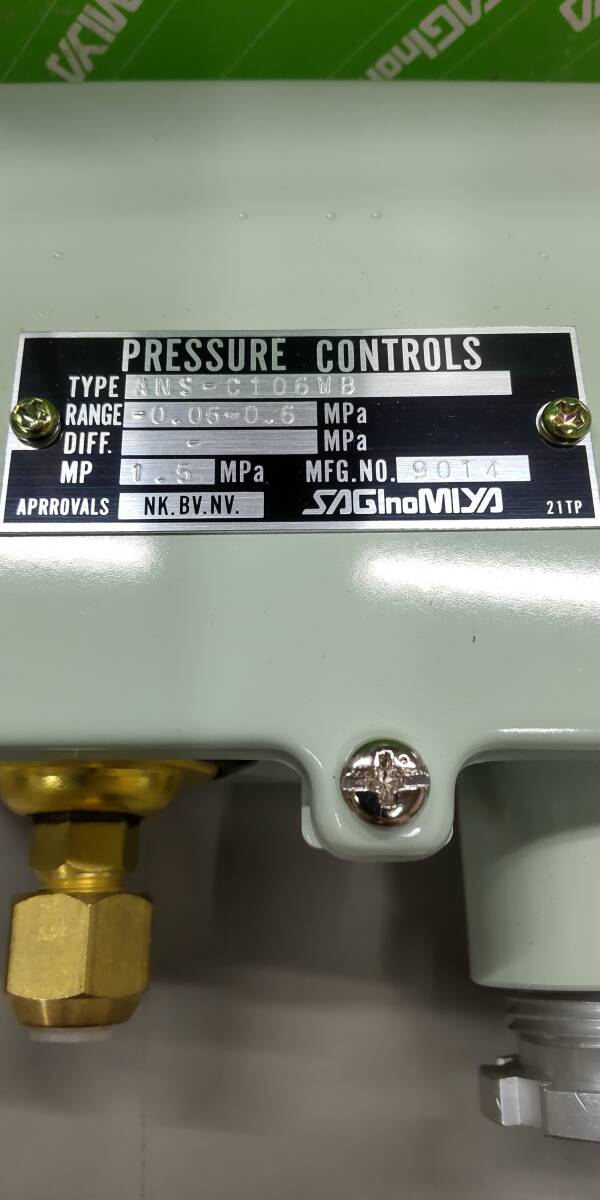 SAGInoMIYA
PRESSURE CONTROLS
TYPE ANS-C106WB
RANGE -0.06~0.6 MPa
DIFF. - MPa
MP 1.5 MPa MFG.NO. 9014
APRROVALS NK.BV.NV. SAGInoMIYA 21TP